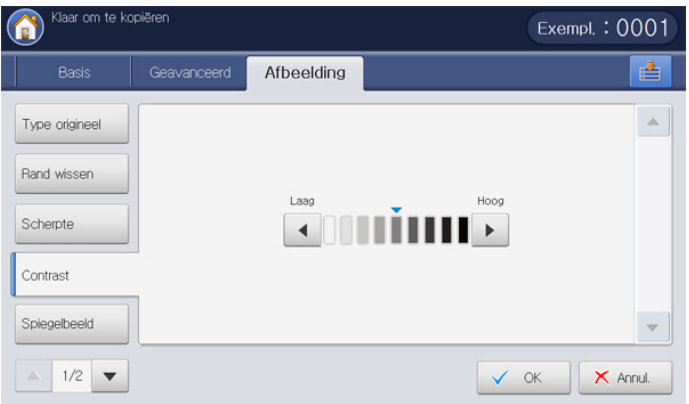 Klaar om te kopiëren
Exempl. : 0001
Basis
Geavanceerd
Afbeelding
Type origineel
Rand wissen
Scherpte
Contrast
Spiegelbeeld
Laag
Hoog
1/2
OK
Annul.